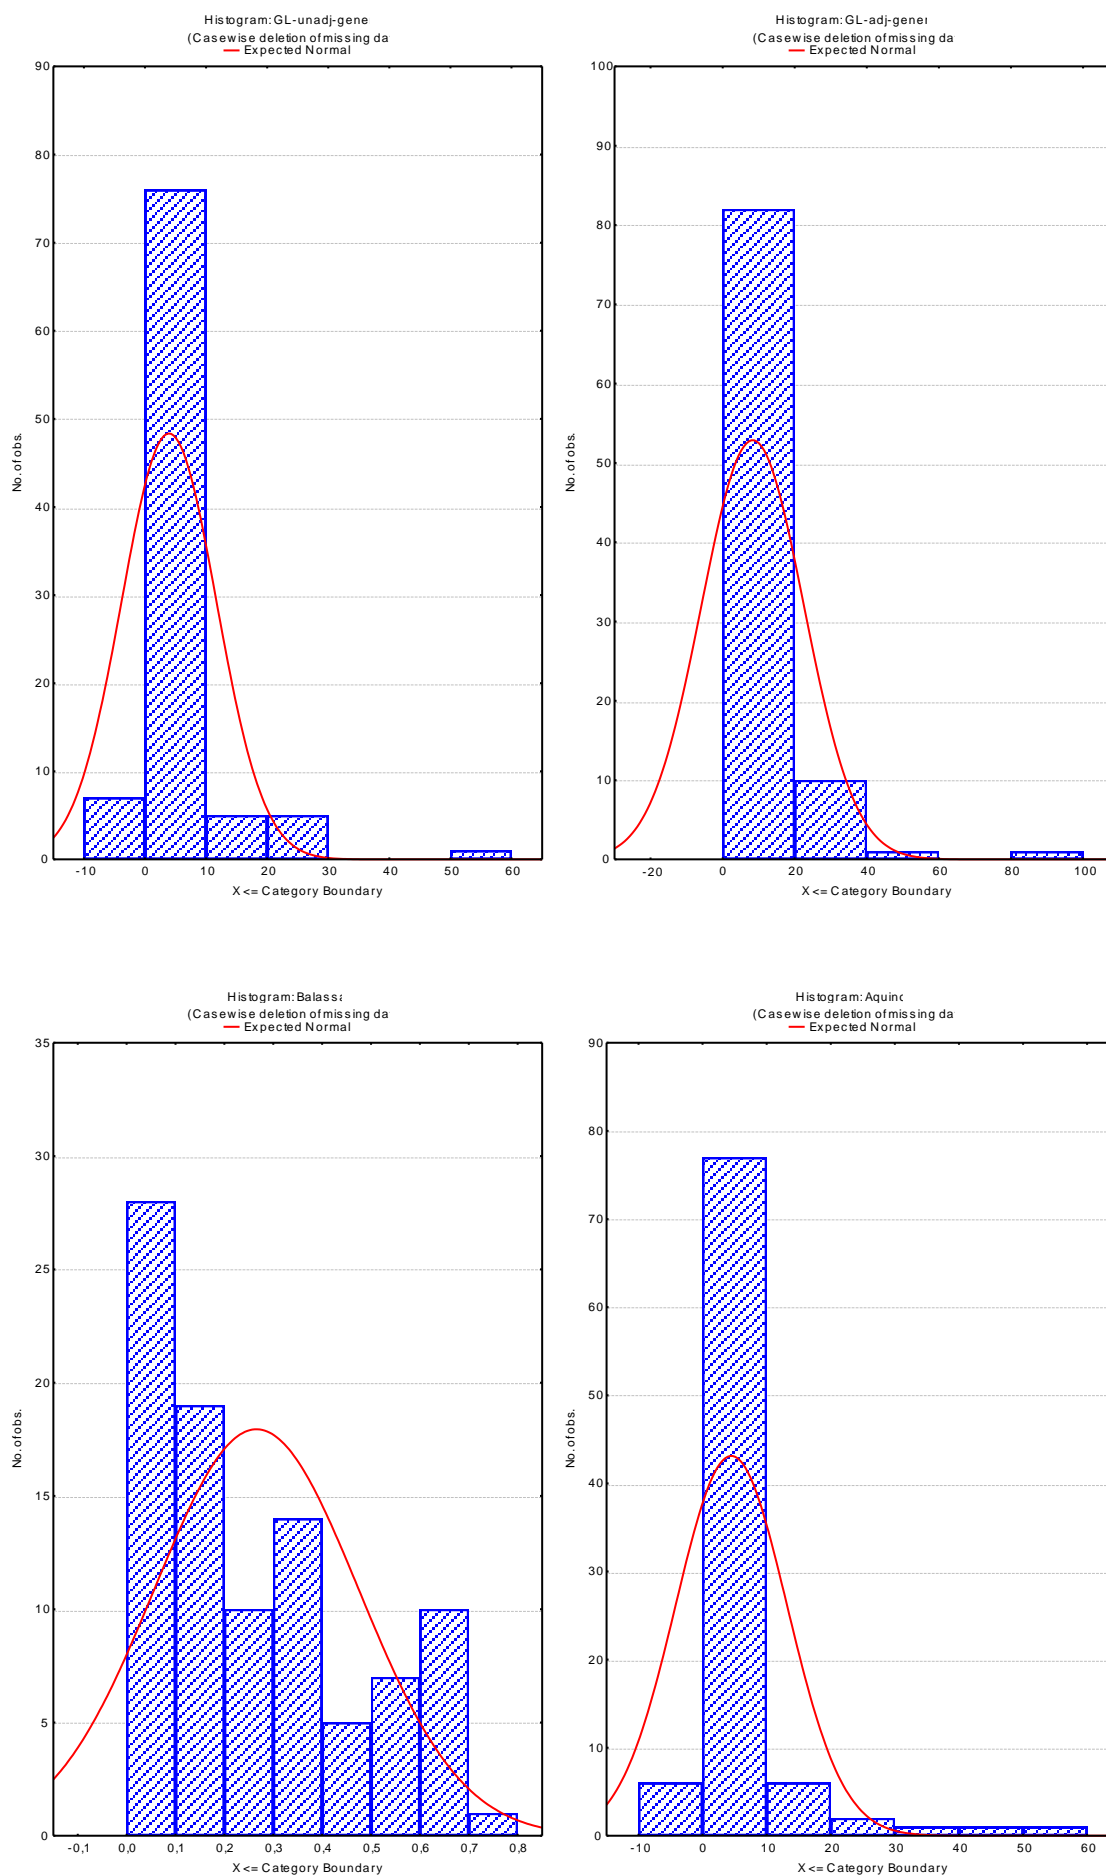 Histogram: GL-unadj-gene
(Casewise deletion of missing da
Expected Normal
90
80
70
60
50
40
30
20
10
0
No. of obs.
-10 0 10 20 30 40 50 60
X <= Category Boundary
Histogram: GL-adj-gener
(Casewise deletion of missing da
Expected Normal
100
90
80
70
60
50
40
30
20
10
0
No. of obs.
-20 0 20 40 60 80 100
X <= Category Boundary
Histogram: Balassa
(Casewise deletion of missing da
Expected Normal
35
30
25
20
15
10
5
0
No. of obs.
-0,1 0,0 0,1 0,2 0,3 0,4 0,5 0,6 0,7 0,8
X <= Category Boundary
Histogram: Aquino
(Casewise deletion of missing da
Expected Normal
90
80
70
60
50
40
30
20
10
0
No. of obs.
-10 0 10 20 30 40 50 60
X <= Category Boundary